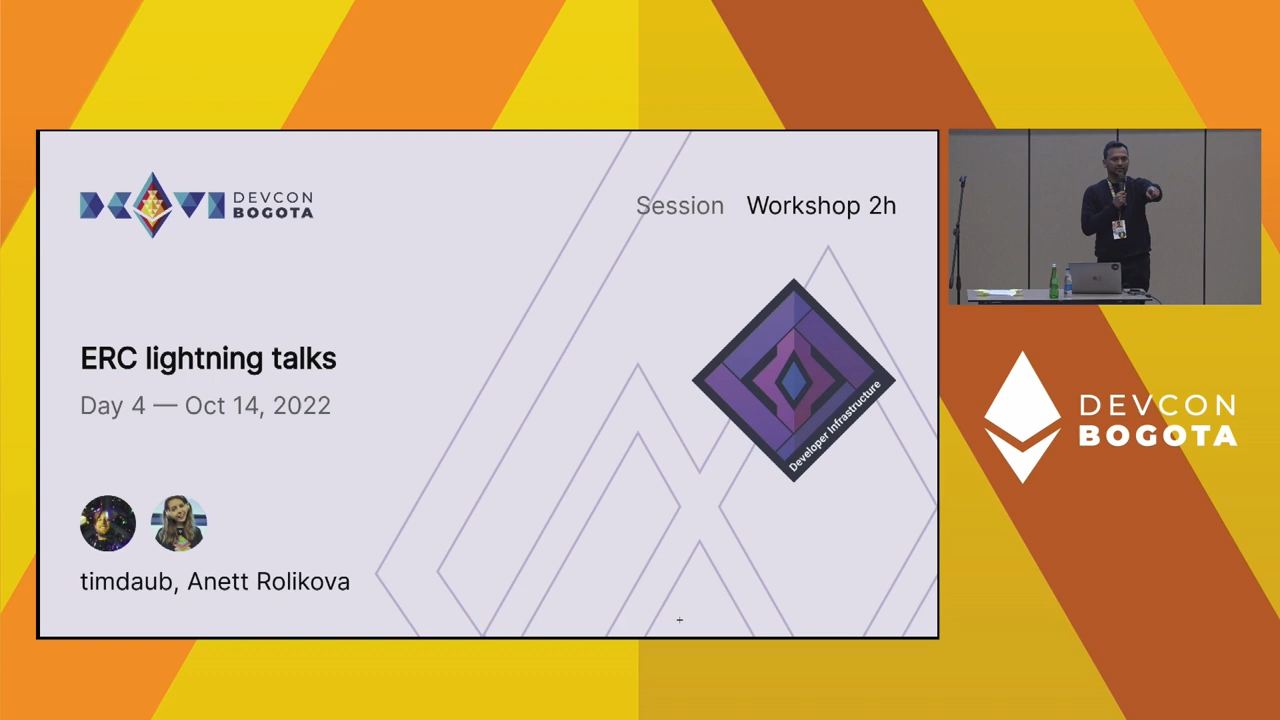 DEVCON
BOGOTA
Session Workshop 2h
ERC lightning talks
Day 4 — Oct 14, 2022
Developer Infrastructure
timdaub, Anett Rolikova
DEVCON
BOGOTA